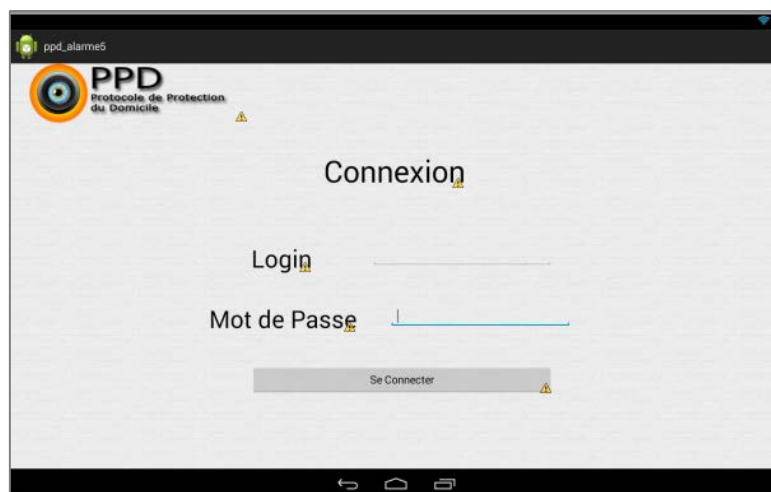 ppd_alarme5
PPD
Protocole de Protection
du Domicile
Connexion
Login
Mot de Passe
Se Connecter